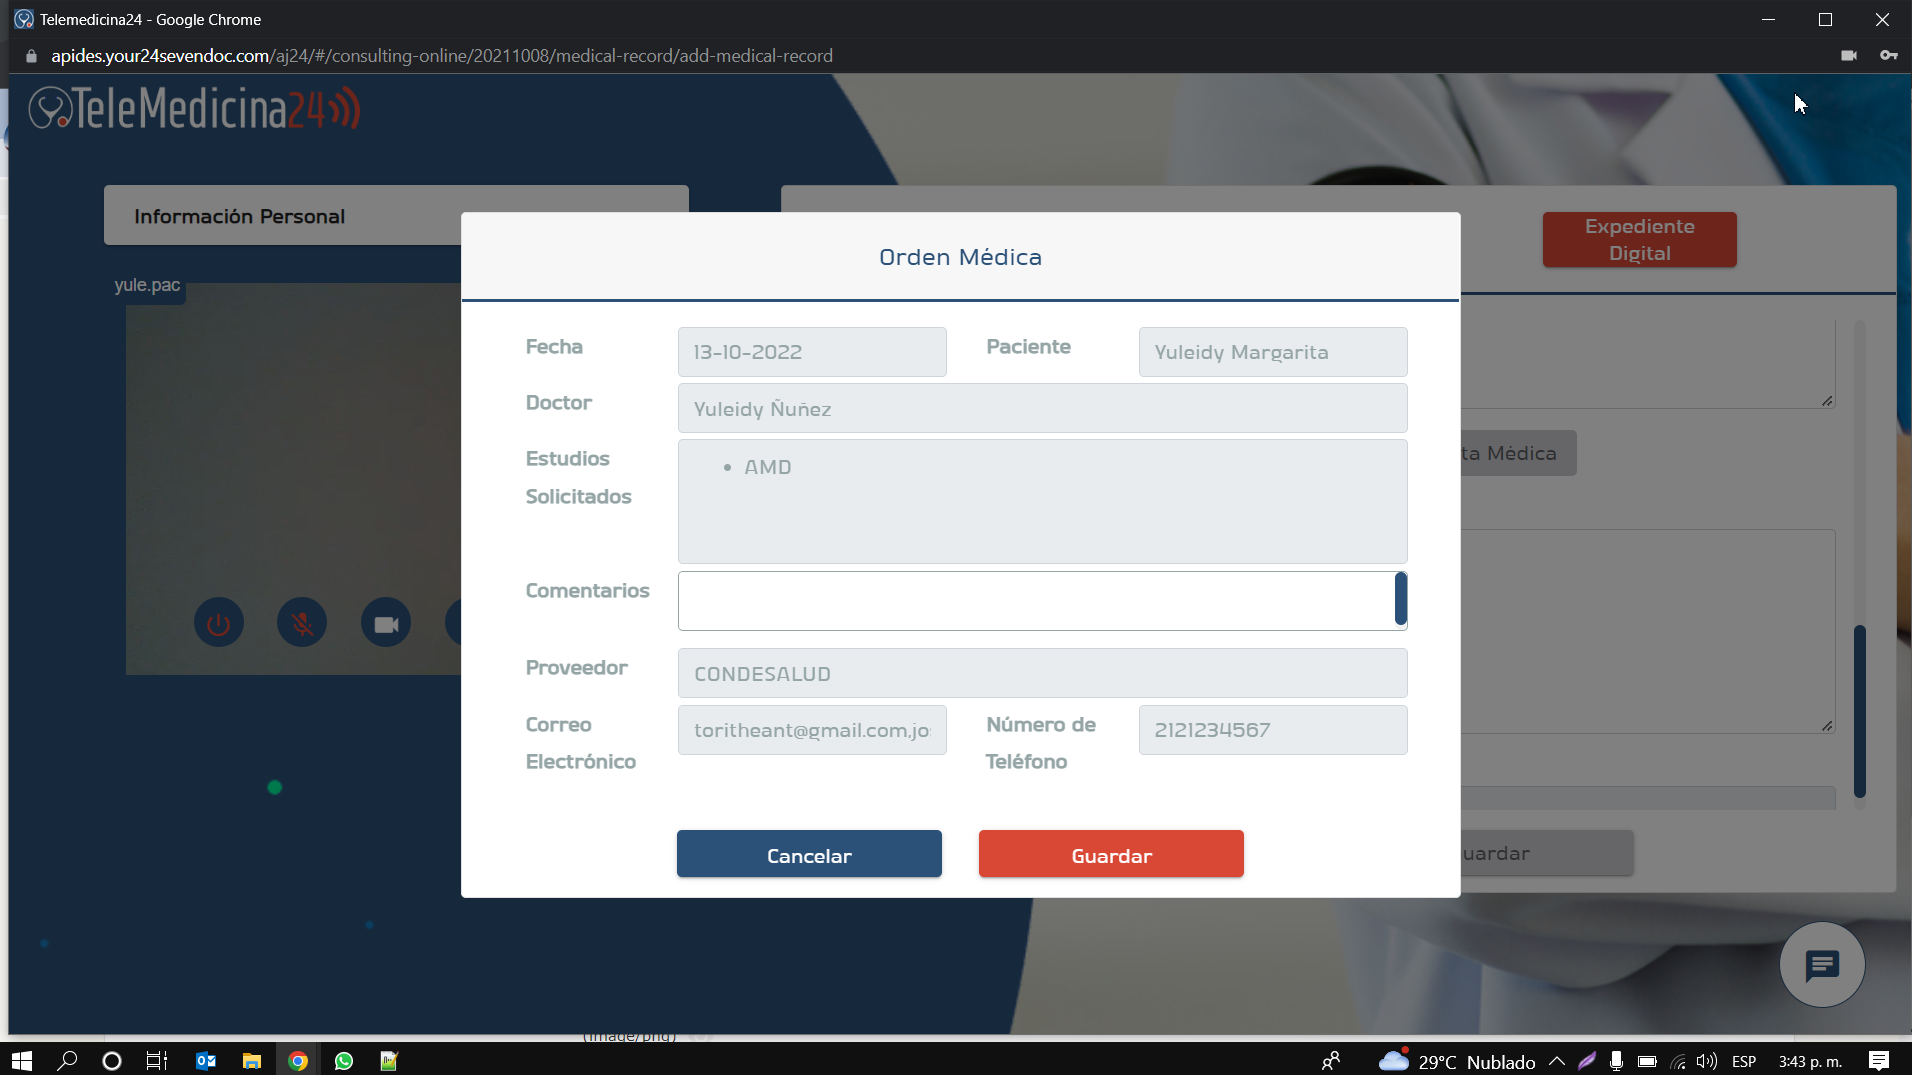 Telemedicina24 - Google Chrome
apides.your24sevendoc.com/aj24/#/consulting-online/20211008/medical-record/add-medical-record
TeleMedicina24
Información Personal
Expediente
Digital
yule.pac
Orden Médica
Fecha
13-10-2022
Paciente
Yuleidy Margarita
Doctor
Yuleidy Ñuñez
Estudios
Solicitados
• AMD
ta Médica
Comentarios
Proveedor
CONDESALUD
Correo
Electrónico
toritheant@gmail.com,jo
Número de
Teléfono
2121234567
Cancelar
Guardar
uardar
(image/png)
29°C Nublado
ESP
3:43 p. m.